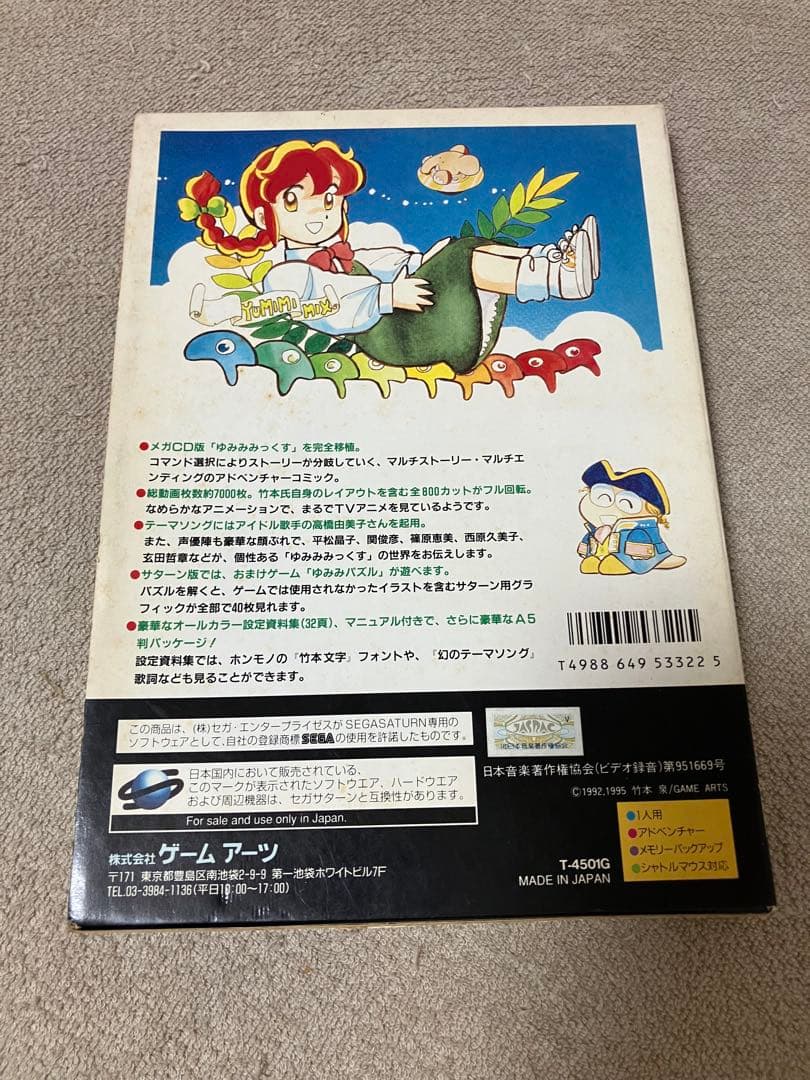 YUMIMI MIX
●メガCD版「ゆみみみっくす」を完全移植。
コマンド選択によりストーリーが分岐していく、マルチストーリー・マルチエ
ンディングのアドベンチャーコミック。
●総動画枚数約7000枚。竹本氏自身のレイアウトを含む全800カットがフル回転。
なめらかなアニメーションで、まるでTVアニメを見ているようです。
●テーマソングにはアイドル歌手の高橋由美子さんを起用。
また、声優陣も豪華な顔ぶれで、平松晶子、関俊彦、篠原恵美、西原久美子、
玄田哲章などが、個性ある「ゆみみみっくす」の世界をお伝えします。
●サターン版では、おまけゲーム「ゆみみパズル」が遊べます。
パズルを解くと、ゲームでは使用されなかったイラストを含むサターン用グラ
フィックが全部で40枚見れます。
●豪華なオールカラー設定資料集(32頁)、マニュアル付きで、さらに豪華なA5
判パッケージ!
設定資料集では、ホンモノの『竹本文字』フォントや、『幻のテーマソング』
歌詞なども見ることができます。
T4988 649 53322 5
この商品は、(株)セガ・エンタープライゼスがSEGASATURN専用の
ソフトウェアとして、自社の登録商標SEGAの使用を許諾したものです。
JASRAC
V
日本音楽著作権協会(ビデオ録音)第951669号
©1992,1995 竹本 泉/GAME ARTS
日本国内において販売されている、
このマークが表示されたソフトウエア、ハードウエア
および周辺機器は、セガサターンと互換性があります。
For sale and use only in Japan.
株式会社 ゲーム アーツ
〒171 東京都豊島区南池袋2-9-9 第一池袋ホワイトビル7F
TEL.03-3984-1136(平日10:00〜17:00)
T-4501G
MADE IN JAPAN
●1人用
●アドベンチャー
●メモリーバックアップ
●シャトルマウス対応